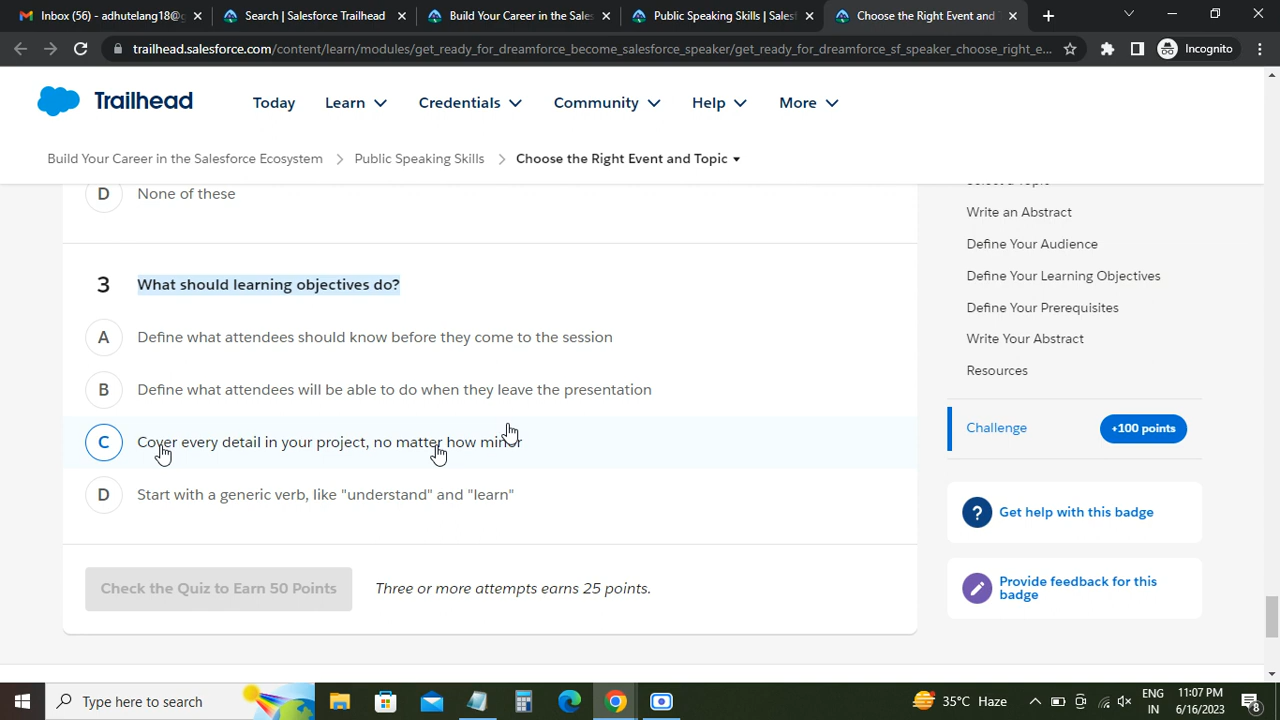 Inbox (56) - adhutelang18@g
Search | Salesforce Trailhead
Build Your Career in the Sales
Public Speaking Skills | Sales
Choose the Right Event and
trailhead.salesforce.com/content/learn/modules/get_ready_for_dreamforce_become_salesforce_speaker/get_ready_for_dreamforce_sf_speaker_choose_right_e...
Incognito
Trailhead
Today
Learn
Credentials
Community
Help
More
Build Your Career in the Salesforce Ecosystem
Public Speaking Skills
Choose the Right Event and Topic
D None of these
3 What should learning objectives do?
A Define what attendees should know before they come to the session
B Define what attendees will be able to do when they leave the presentation
C Cover every detail in your project, no matter how minor
D Start with a generic verb, like "understand" and "learn"
Check the Quiz to Earn 50 Points
Three or more attempts earns 25 points.
Select a Topic
Write an Abstract
Define Your Audience
Define Your Learning Objectives
Define Your Prerequisites
Write Your Abstract
Resources
Challenge
+100 points
? Get help with this badge
Provide feedback for this
badge
Type here to search
35°C Haze
ENG
IN
11:07 PM
6/16/2023
8